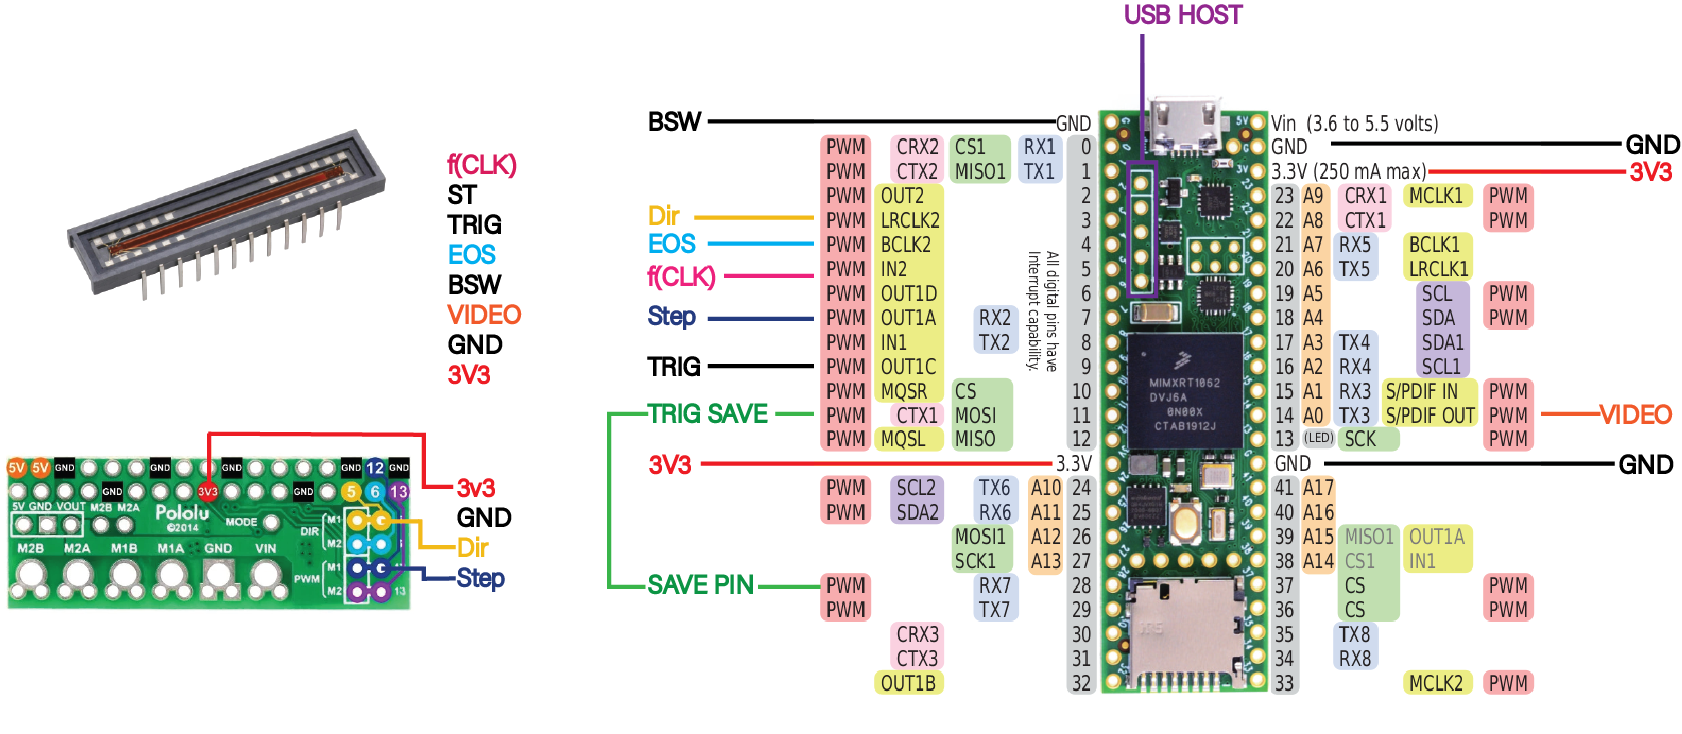 USB HOST
f(CLK)
ST
TRIG
EOS
BSW
VIDEO
GND
3V3
5V 5V GND GND GND GND 12 GND
GND 3V3 GND 5 6 13
5V GND VOUT M2B M2A Pololu
©2014
MODE
DIR
M1
M2
M2B M2A M1B M1A GND VIN
PWM
M1
M2
13
3v3
GND
Dir
Step
BSW GND
PWM CRX2 CS1 RX1 0
PWM CTX2 MISO1 TX1 1
PWM OUT2 2
Dir PWM LRCLK2 3
EOS PWM BCLK2 4
f(CLK) PWM IN2 5
PWM OUT1D 6
Step PWM OUT1A RX2 7
PWM IN1 TX2 8
TRIG PWM OUT1C 9
PWM MQSR CS 10
TRIG SAVE PWM CTX1 MOSI 11
PWM MQSL MISO 12
3V3 3.3V
PWM SCL2 TX6 A10 24
PWM SDA2 RX6 A11 25
MOSI1 A12 26
SCK1 A13 27
SAVE PIN PWM RX7 28
PWM TX7 29
CRX3 30
CTX3 31
OUT1B 32
All digital pins have
Interrupt capability.
MIMXRT1062
DVJ6A
0N00X
CTAB1912J
Vin (3.6 to 5.5 volts)
GND GND
3.3V (250 mA max) 3V3
23 A9 CRX1 MCLK1 PWM
22 A8 CTX1 PWM
21 A7 RX5 BCLK1
20 A6 TX5 LRCLK1
19 A5 SCL PWM
18 A4 SDA PWM
17 A3 TX4 SDA1
16 A2 RX4 SCL1
15 A1 RX3 S/PDIF IN PWM
14 A0 TX3 S/PDIF OUT PWM VIDEO
13 (LED) SCK PWM
GND GND
41 A17
40 A16
39 A15 MISO1 OUT1A
38 A14 CS1 IN1
37 CS PWM
36 CS PWM
35 TX8
34 RX8
33 MCLK2 PWM